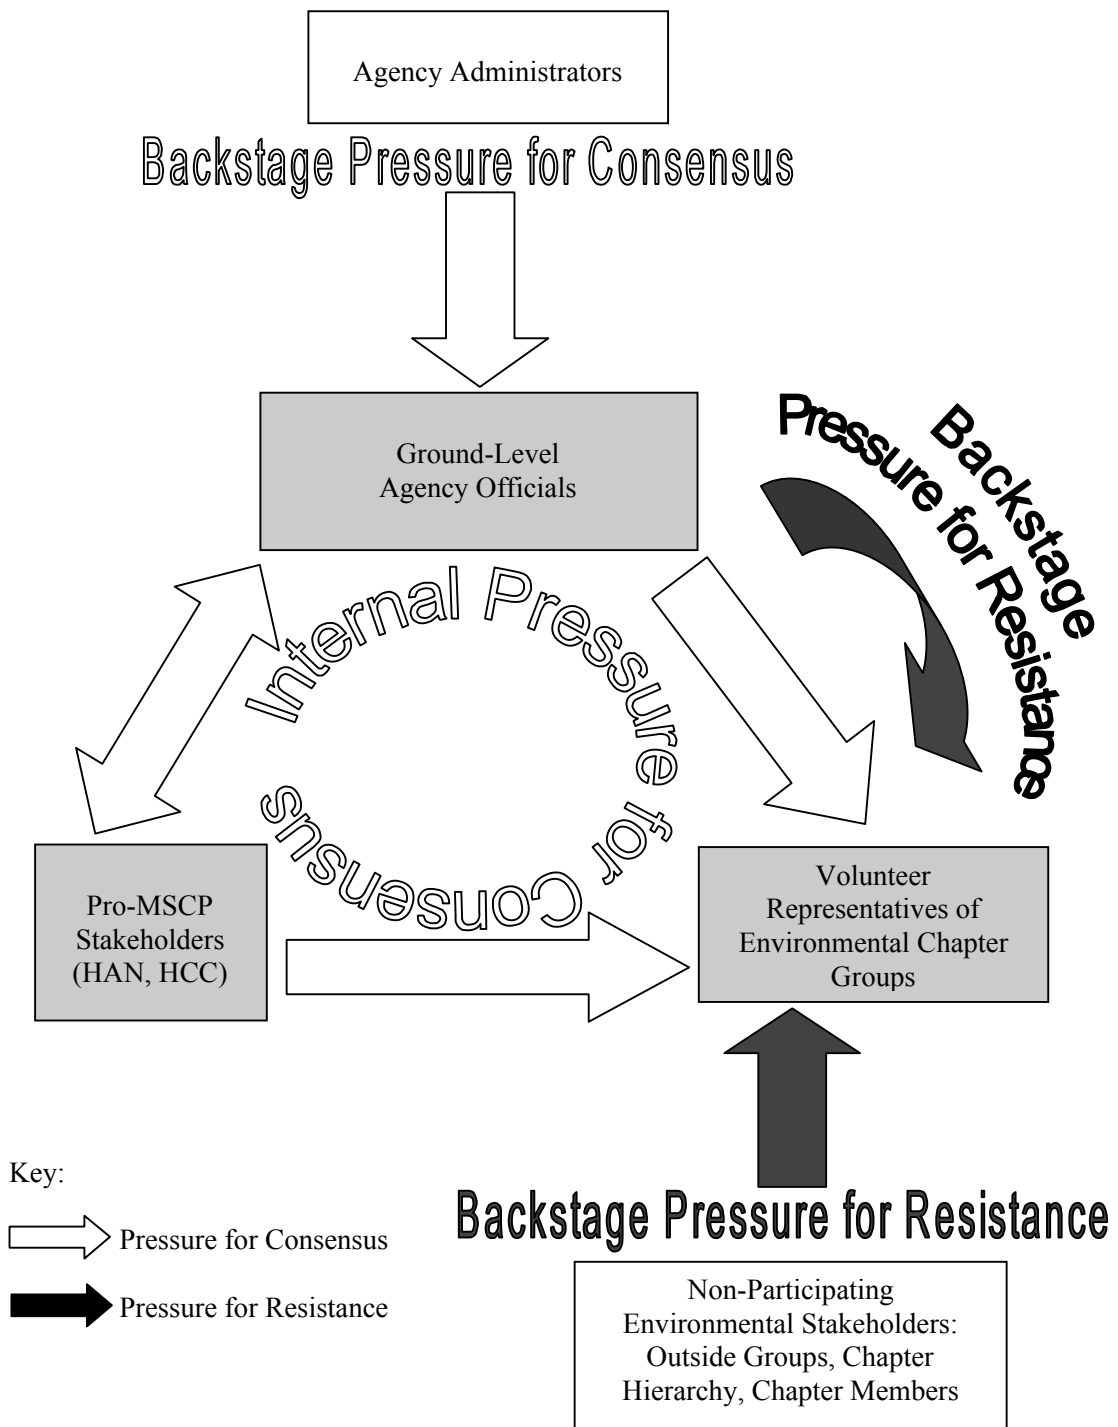 Agency Administrators
Backstage Pressure for Consensus
Ground-Level
Agency Officials
Backstage
Pressure for Resistance
Internal Pressure for Consensus
Pro-MSCP
Stakeholders
(HAN, HCC)
Volunteer
Representatives of
Environmental Chapter
Groups
Key:
Pressure for Consensus
Pressure for Resistance
Backstage Pressure for Resistance
Non-Participating
Environmental Stakeholders:
Outside Groups, Chapter
Hierarchy, Chapter Members